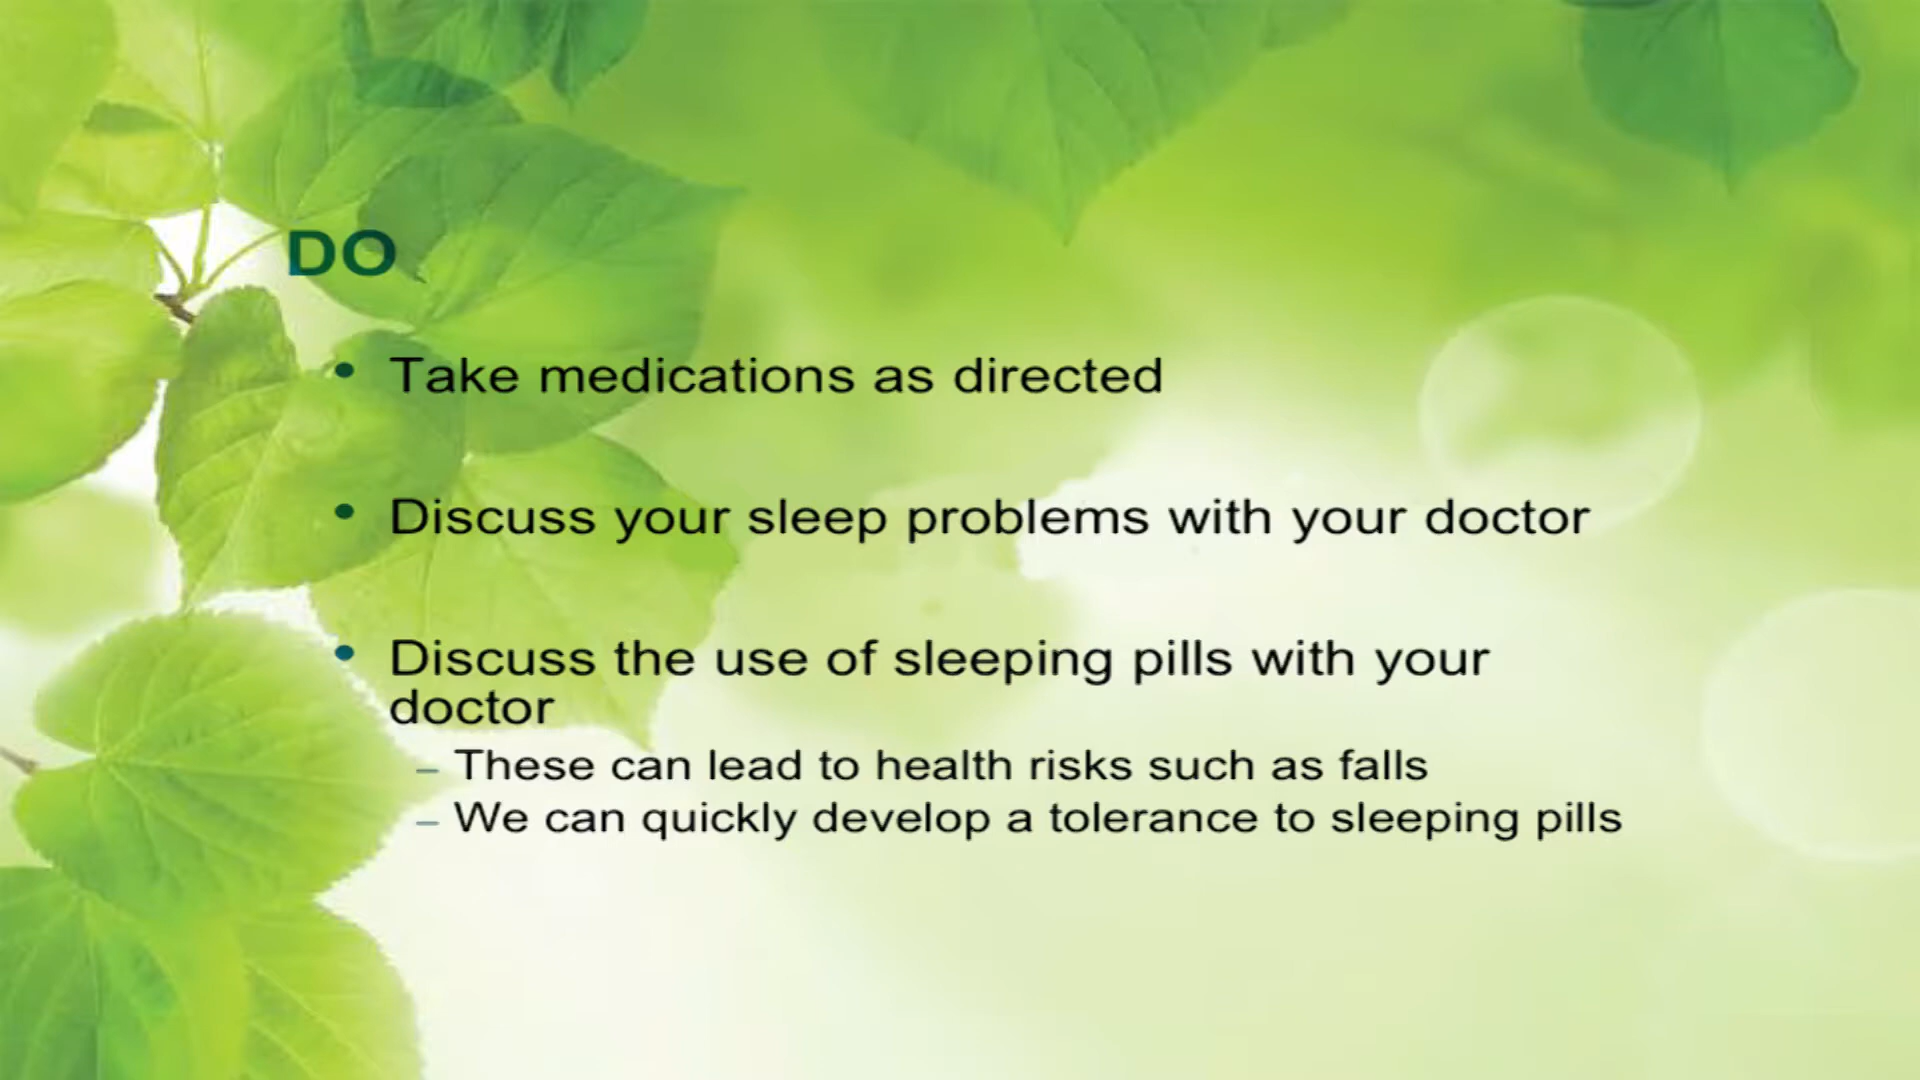 DO
• Take medications as directed
• Discuss your sleep problems with your doctor
• Discuss the use of sleeping pills with your
doctor
– These can lead to health risks such as falls
– We can quickly develop a tolerance to sleeping pills